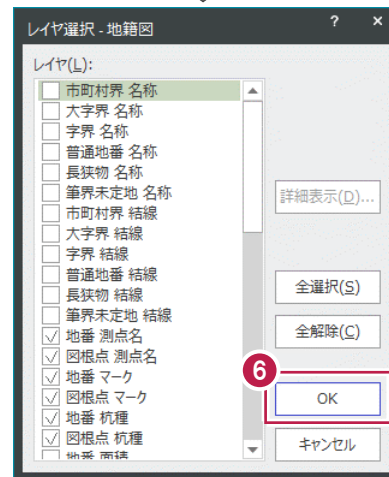 レイヤ選択 - 地籍図
? ×
レイヤ(L):
市町村界 名称
大字界 名称
字界 名称
普通地番 名称
長狭物 名称
筆界未定地 名称
市町村界 結線
大字界 結線
字界 結線
普通地番 結線
長狭物 結線
筆界未定地 結線
地番 測点名
図根点 測点名
地番 マーク
図根点 マーク
地番 杭種
図根点 杭種
地番 面積
詳細表示(D)...
全選択(S)
全解除(C)
6
OK
キャンセル